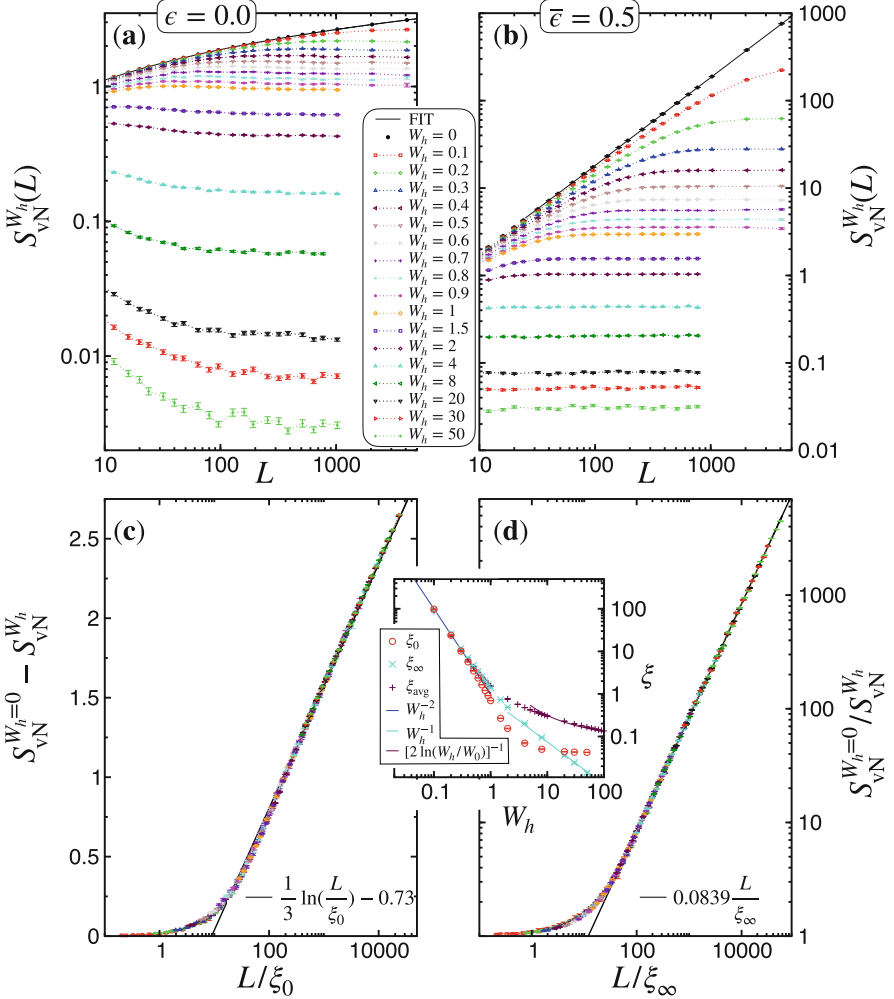 (a)
ϵ = 0.0
(b)
ϵ̅ = 0.5
S_vN^{W_h}(L)
1
0.1
0.01
10
100
1000
L
FIT
W_h = 0
W_h = 0.1
W_h = 0.2
W_h = 0.3
W_h = 0.4
W_h = 0.5
W_h = 0.6
W_h = 0.7
W_h = 0.8
W_h = 0.9
W_h = 1
W_h = 1.5
W_h = 2
W_h = 4
W_h = 8
W_h = 20
W_h = 30
W_h = 50
1000
100
10
1
0.1
0.01
S_vN^{W_h}(L)
10
100
1000
L
(c)
S_vN^{W_h=0} − S_vN^{W_h}
2.5
2
1.5
1
0.75
0.25
0
1
100
10000
L/ξ_0
1/3 ln(L/ξ_0) − 0.73
ξ_0
ξ_∞
ξ_avg
W_h^{-2}
W_h^{-1}
[2 ln(W_h/W_0)]^{-1}
0.1
1
10
100
W_h
100
10
1
0.1
ξ
(d)
1000
100
10
1
S_vN^{W_h=0}/S_vN^{W_h}
1
100
10000
L/ξ_∞
0.0839 L/ξ_∞